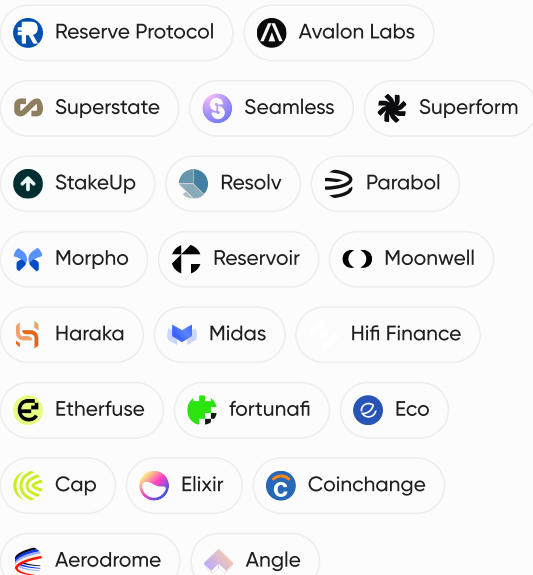 Reserve Protocol Avalon Labs
Superstate Seamless Superform
StakeUp Resolv Parabol
Morpho Reservoir Moonwell
Haraka Midas Hifi Finance
Etherfuse fortunafi Eco
Cap Elixir Coinchange
Aerodrome Angle